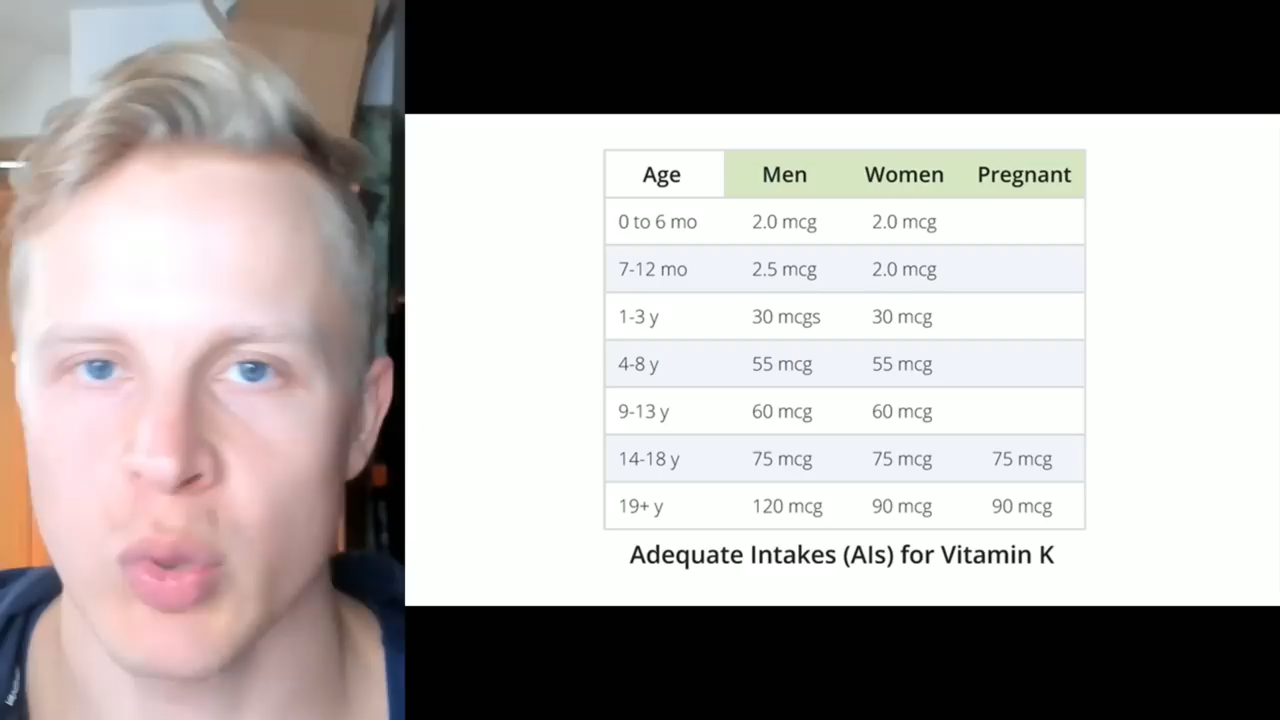 Age Men Women Pregnant
0 to 6 mo 2.0 mcg 2.0 mcg
7-12 mo 2.5 mcg 2.0 mcg
1-3 y 30 mcgs 30 mcg
4-8 y 55 mcg 55 mcg
9-13 y 60 mcg 60 mcg
14-18 y 75 mcg 75 mcg 75 mcg
19+ y 120 mcg 90 mcg 90 mcg
Adequate Intakes (AIs) for Vitamin K